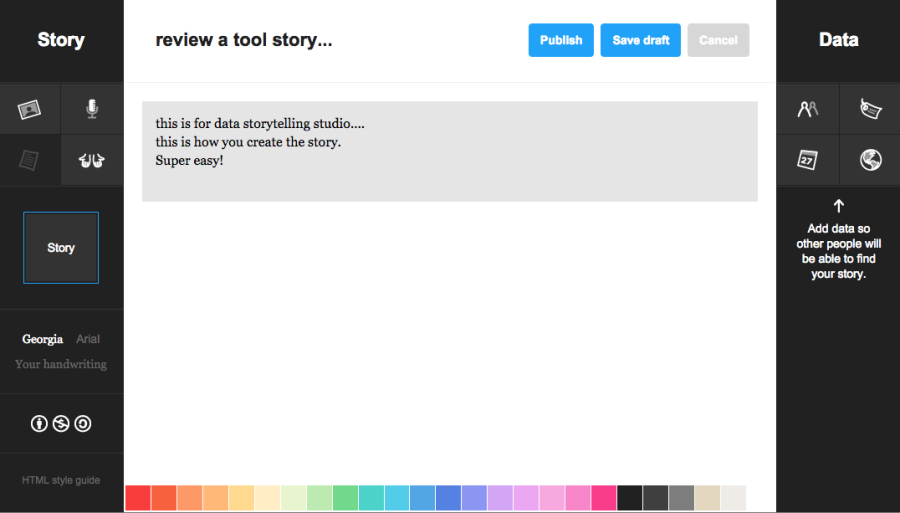 Story
review a tool story...
Publish
Save draft
Cancel
Data
this is for data storytelling studio....
this is how you create the story.
Super easy!
27
Story
Add data so
other people will
be able to find
your story.
Georgia
Arial
Your handwriting
HTML style guide